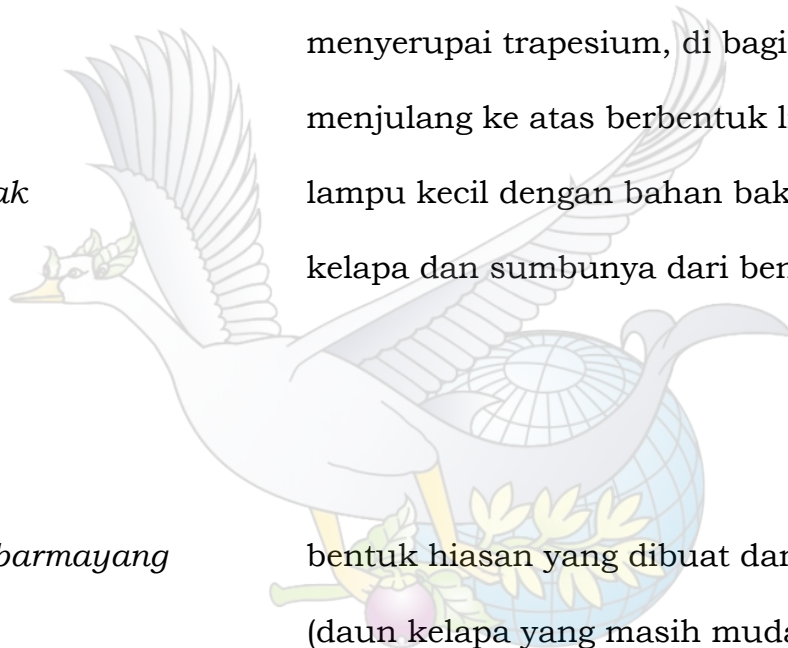 menyerupai trapesium, di bagi
menjulang ke atas berbentuk l
ak lampu kecil dengan bahan bak
kelapa dan sumbunya dari ben
barmayang bentuk hiasan yang dibuat dar
(daun kelapa yang masih muda